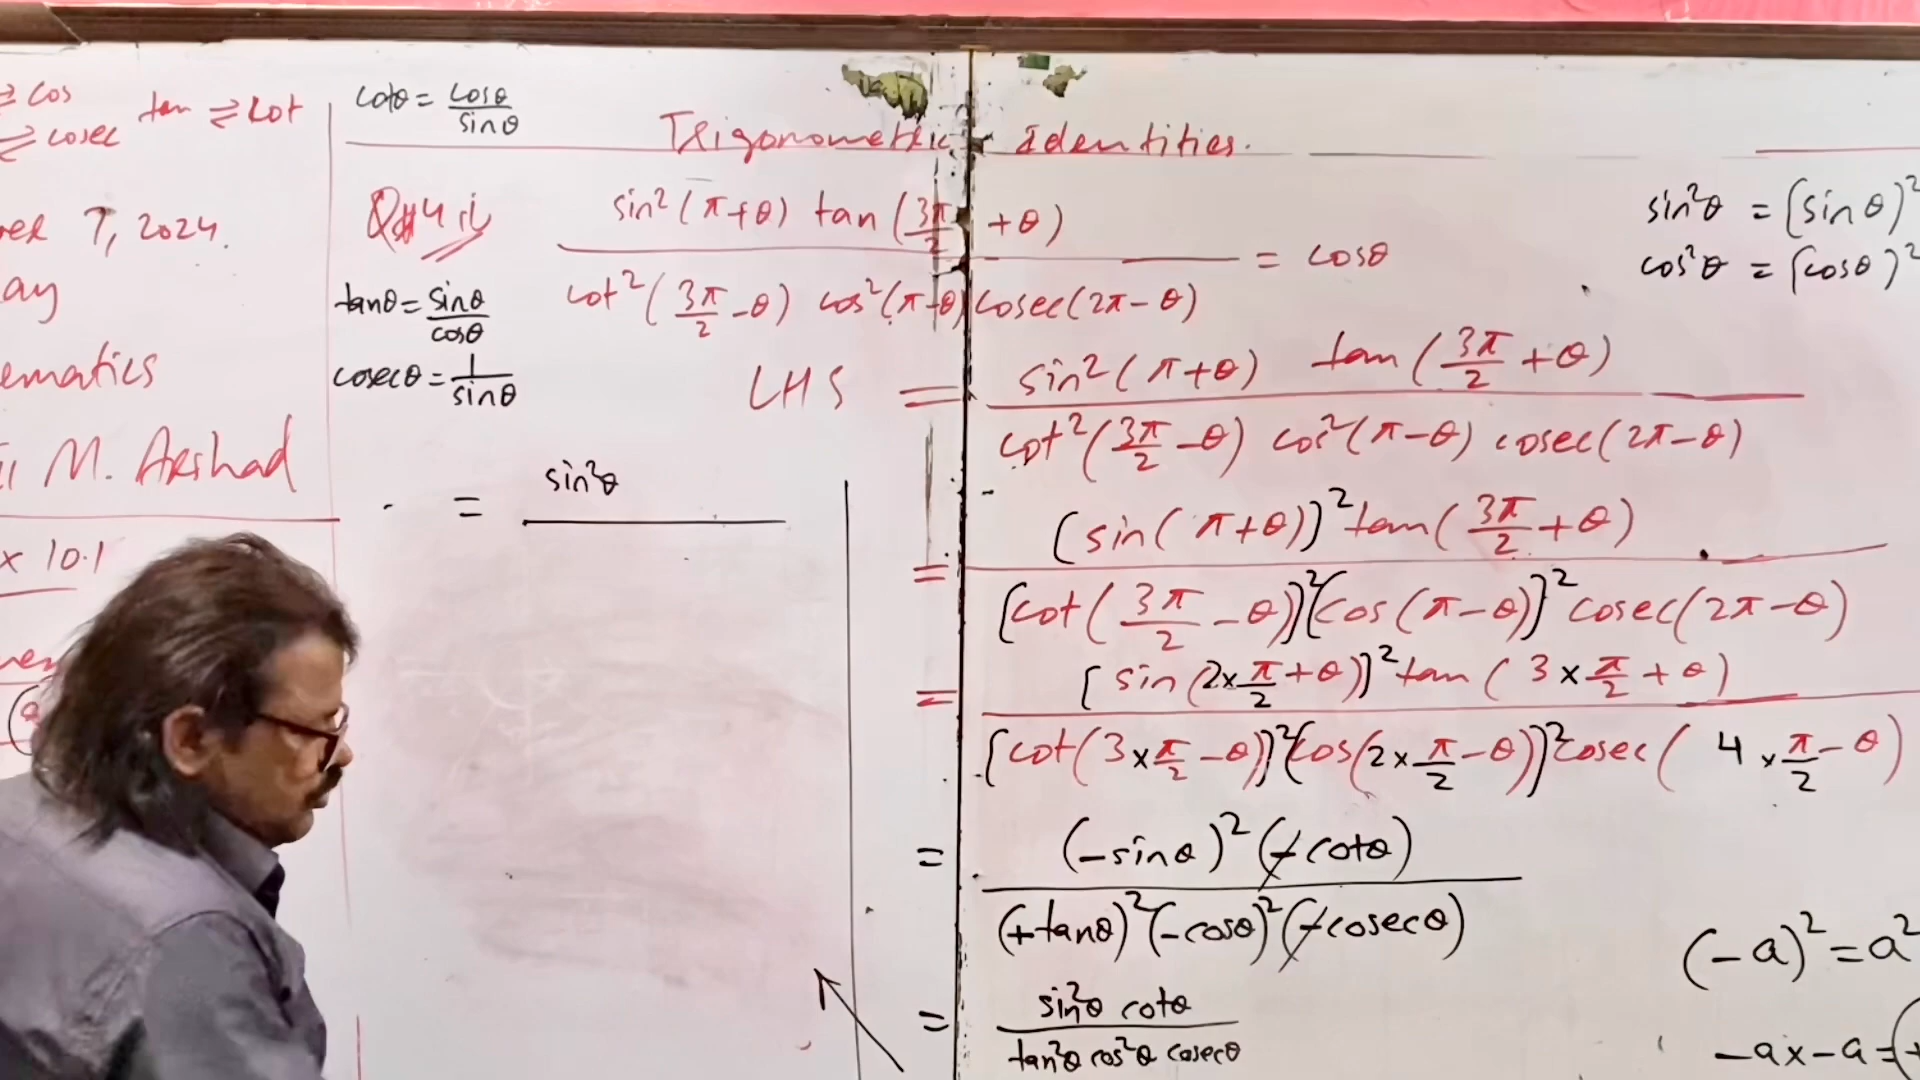 ⇄ cos
⇄ cosec
tan ⇄ Cot
7, 2024.
ay
ematics
M. Arshad
x 10.1
cotθ = cosθ/sinθ
Trigonometric Identities.
Q#4 ii
sin²(π+θ) tan(3π/2 + θ) / cot²(3π/2 - θ) cos²(π-θ) cosec(2π - θ) = cosθ
sin²θ = (sinθ)²
cos²θ = (cosθ)²
tanθ = sinθ/cosθ
cosecθ = 1/sinθ
LHS = sin²(π+θ) tan(3π/2 + θ) / cot²(3π/2 - θ) cos²(π-θ) cosec(2π-θ)
= [sin(π+θ)]² tan(3π/2 + θ) / [cot(3π/2 - θ)]² [cos(π-θ)]² cosec(2π-θ)
= [sin(2×π/2 + θ)]² tan(3×π/2 + θ) / [cot(3×π/2 - θ)]² [cos(2×π/2 - θ)]² cosec(4×π/2 - θ)
= (-sinθ)² (-cotθ) / (+tanθ)² (-cosθ)² (-cosecθ)
= sin²θ cotθ / tan²θ cos²θ cosecθ
(-a)² = a²
-a×-a = +
= sin²θ